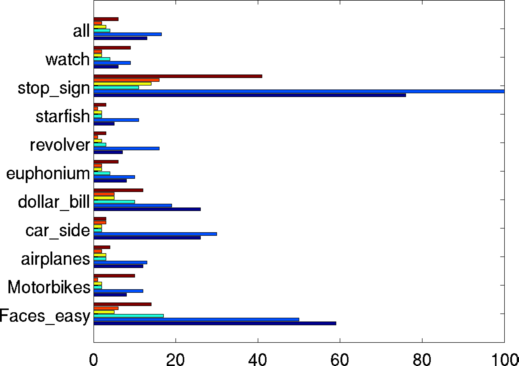 all
watch
stop_sign
starfish
revolver
euphonium
dollar_bill
car_side
airplanes
Motorbikes
Faces_easy
0 20 40 60 80 100